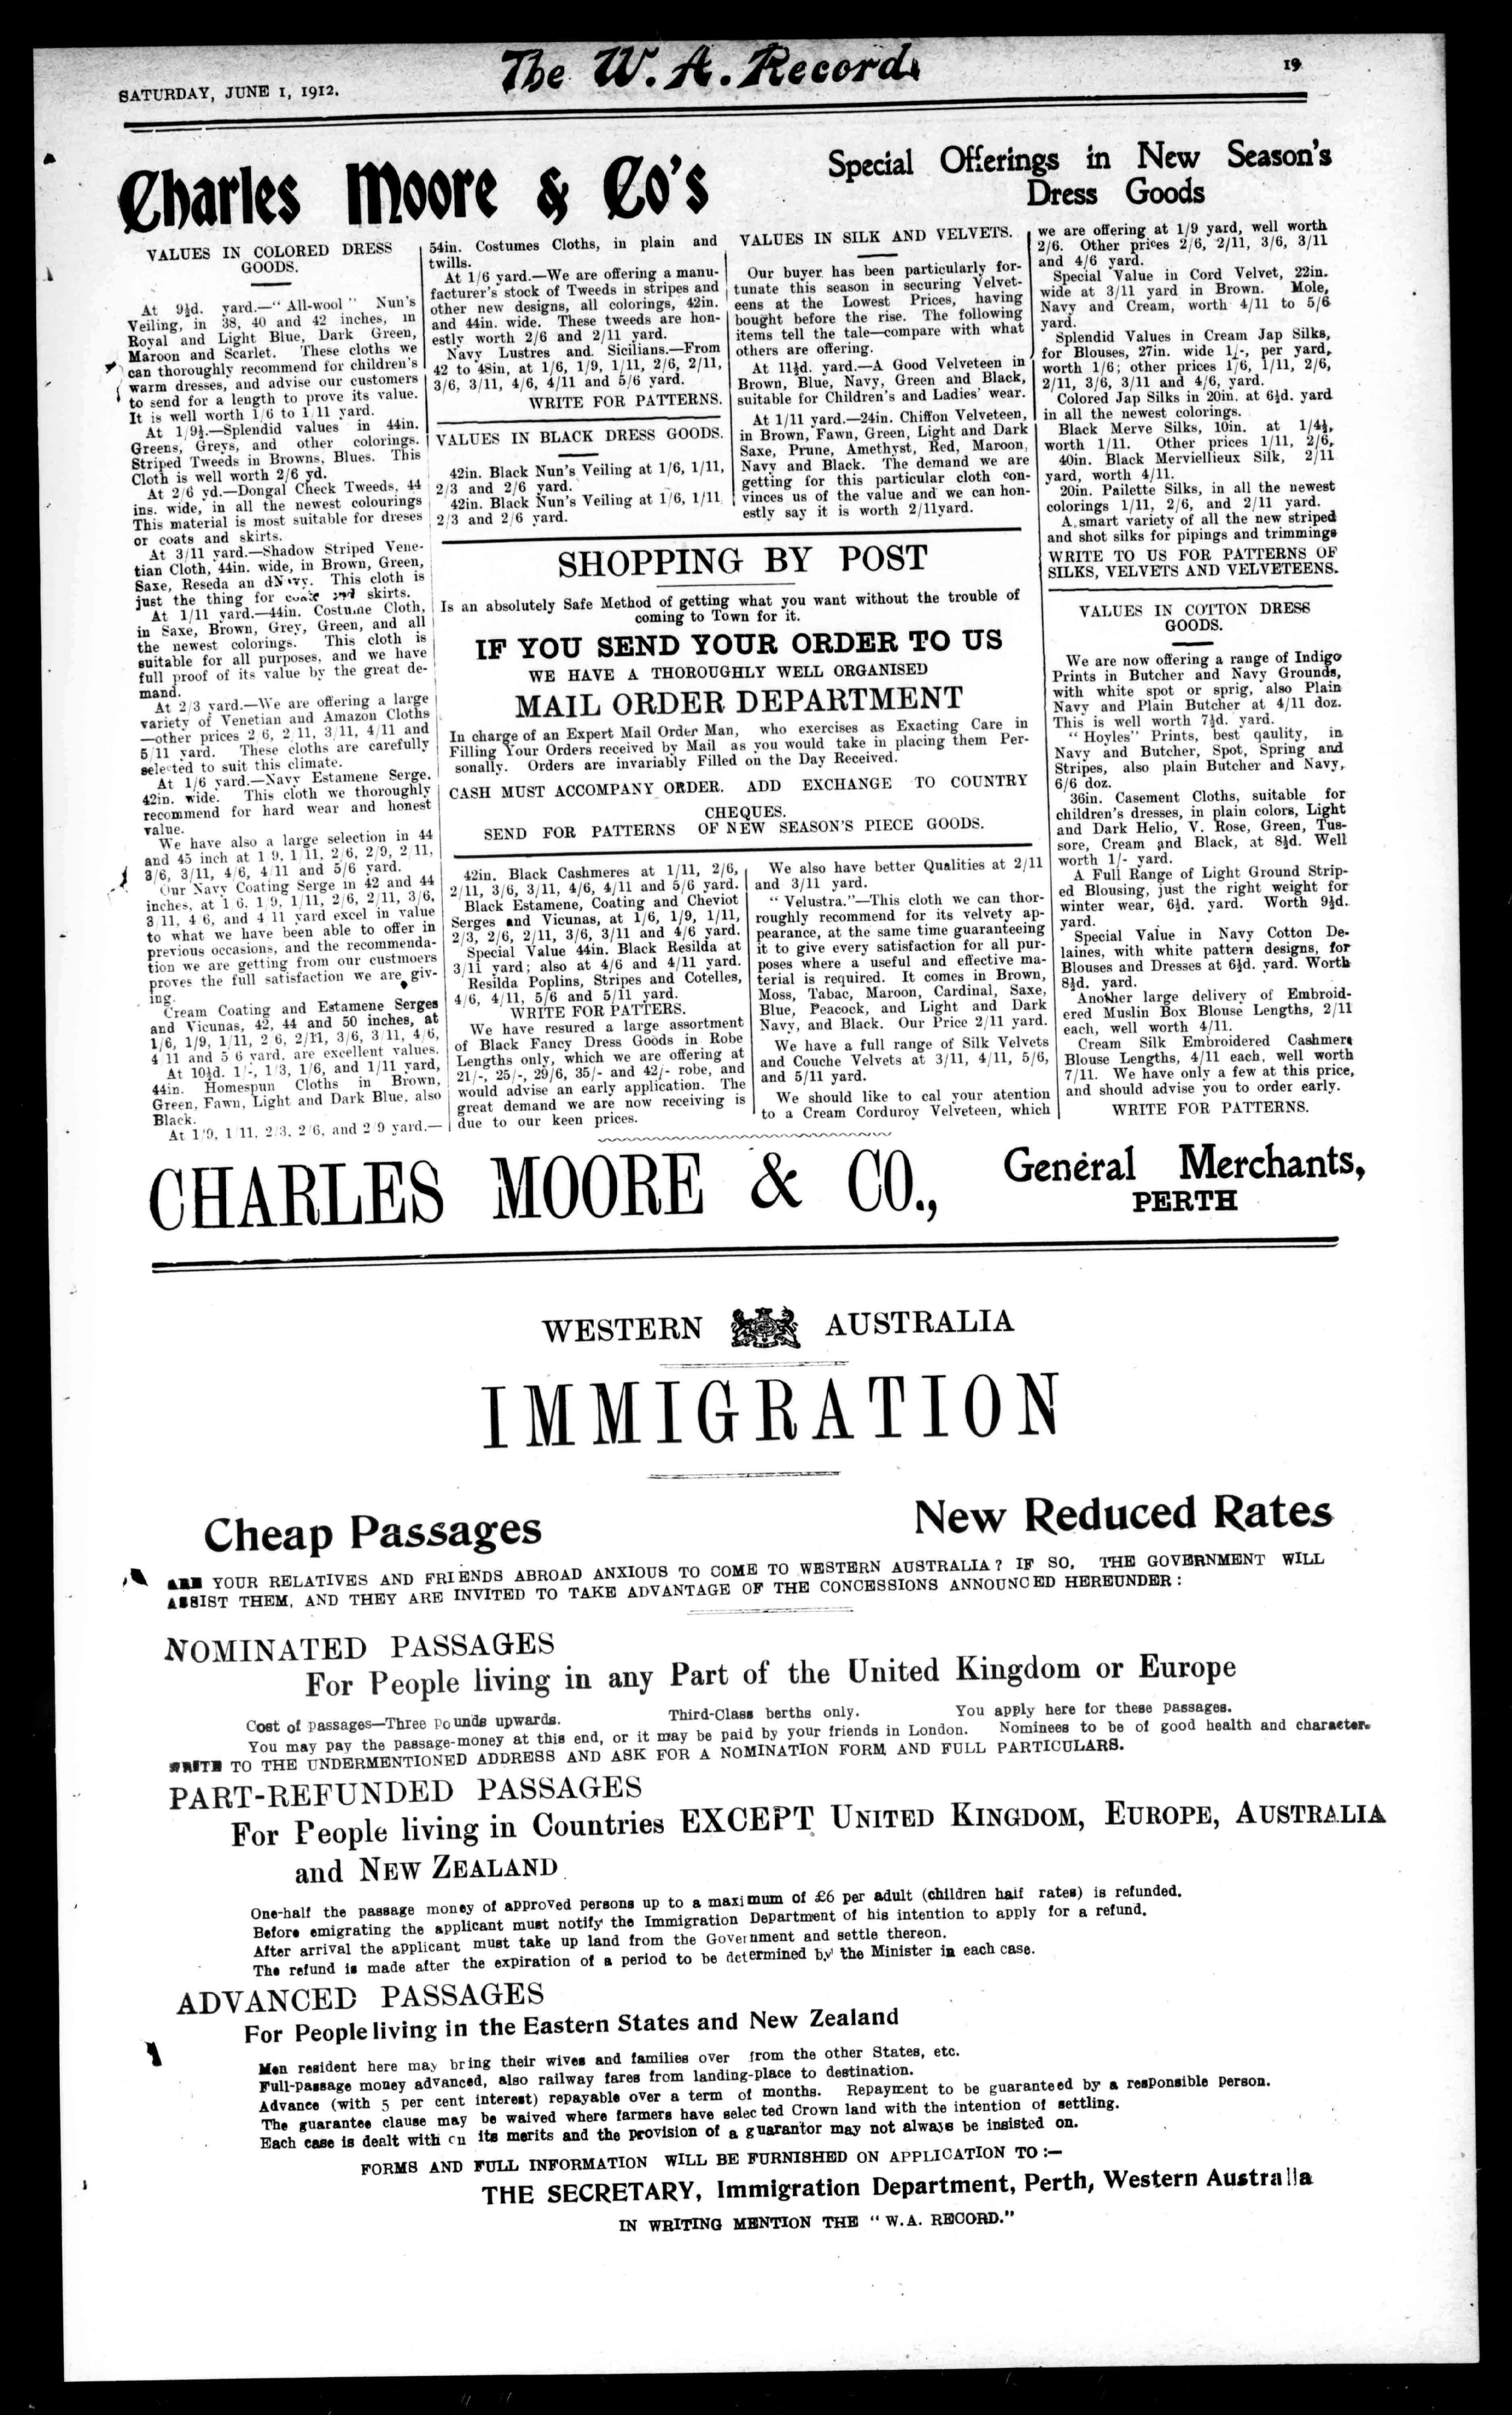 SATURDAY, JUNE 1, 1912.
The W. A. Record.
19
Charles Moore & Co's
Special Offerings in New Season's
Dress Goods
VALUES IN COLORED DRESS
GOODS.
At 9½d. yard.—"All-wool" Nun's
Veiling, in 38, 40 and 42 inches, in
Royal and Light Blue, Dark Green,
Maroon and Scarlet. These cloths we
can thoroughly recommend for children's
warm dresses, and advise our customers
to send for a length to prove its value.
It is well worth 1/6 to 1/11 yard.
At 1/9½.—Splendid values in 44in.
Greens, Greys, and other colorings.
Striped Tweeds in Browns, Blues. This
Cloth is well worth 2/6 yd.
At 2/6 yd.—Dongal Check Tweeds, 44
ins. wide, in all the newest colourings
This material is most suitable for dreses
or coats and skirts.
At 3/11 yard.—Shadow Striped Vene-
tian Cloth, 44in. wide, in Brown, Green,
Saxe, Reseda an dNavy. This cloth is
just the thing for coats and skirts.
At 1/11 yard.—44in. Costume Cloth,
in Saxe, Brown, Grey, Green, and all
the newest colorings. This cloth is
suitable for all purposes, and we have
full proof of its value by the great de-
mand.
At 2/3 yard.—We are offering a large
variety of Venetian and Amazon Cloths
—other prices 2/6, 2/11, 3/11, 4/11 and
5/11 yard. These cloths are carefully
selected to suit this climate.
At 1/6 yard.—Navy Estamene Serge,
42in. wide. This cloth we thoroughly
recommend for hard wear and honest
value.
We have also a large selection in 44
and 45 inch at 1/9, 1/11, 2/6, 2/9, 2/11,
3/6, 3/11, 4/6, 4/11 and 5/6 yard.
Our Navy Coating Serge in 42 and 44
inches, at 1/6, 1/9, 1/11, 2/6, 2/11, 3/6,
3/11, 4/6, and 4/11 yard excel in value
to what we have been able to offer in
previous occasions, and the recommenda-
tion we are getting from our custmoers
proves the full satisfaction we are giv-
ing.
Cream Coating and Estamene Serges
and Vicunas, 42, 44 and 50 inches, at
1/6, 1/9, 1/11, 2/6, 2/11, 3/6, 3/11, 4/6,
4/11 and 5/6 yard, are excellent values.
At 10½d. 1/-, 1/3, 1/6, and 1/11 yard,
44in. Homespun Cloths in Brown,
Green, Fawn, Light and Dark Blue, also
Black.
At 1/9, 1/11, 2/3, 2/6, and 2/9 yard.—
54in. Costumes Cloths, in plain and
twills.
At 1/6 yard.—We are offering a manu-
facturer's stock of Tweeds in stripes and
other new designs, all colorings, 42in.
and 44in. wide. These tweeds are hon-
estly worth 2/6 and 2/11 yard.
Navy Lustres and. Sicilians.—From
42 to 48in, at 1/6, 1/9, 1/11, 2/6, 2/11,
3/6, 3/11, 4/6, 4/11 and 5/6 yard.
WRITE FOR PATTERNS.
VALUES IN BLACK DRESS GOODS.
42in. Black Nun's Veiling at 1/6, 1/11,
2/3 and 2/6 yard.
42in. Black Nun's Veiling at 1/6, 1/11
2/3 and 2/6 yard.
VALUES IN SILK AND VELVETS.
Our buyer has been particularly for-
tunate this season in securing Velvet-
eens at the Lowest Prices, having
bought before the rise. The following
items tell the tale—compare with what
others are offering.
At 11½d. yard.—A Good Velveteen in
Brown, Blue, Navy, Green and Black,
suitable for Children's and Ladies' wear.
At 1/11 yard.—24in. Chiffon Velveteen,
in Brown, Fawn, Green, Light and Dark
Saxe, Prune, Amethyst, Red, Maroon,
Navy and Black. The demand we are
getting for this particular cloth con-
vinces us of the value and we can hon-
estly say it is worth 2/11yard.
SHOPPING BY POST
Is an absolutely Safe Method of getting what you want without the trouble of
coming to Town for it.
IF YOU SEND YOUR ORDER TO US
WE HAVE A THOROUGHLY WELL ORGANISED
MAIL ORDER DEPARTMENT
In charge of an Expert Mail Order Man, who exercises as Exacting Care in
Filling Your Orders received by Mail as you would take in placing them Per-
sonally. Orders are invariably Filled on the Day Received.
CASH MUST ACCOMPANY ORDER. ADD EXCHANGE TO COUNTRY
CHEQUES.
SEND FOR PATTERNS OF NEW SEASON'S PIECE GOODS.
42in. Black Cashmeres at 1/11, 2/6,
2/11, 3/6, 3/11, 4/6, 4/11 and 5/6 yard.
Black Estamene, Coating and Cheviot
Serges and Vicunas, at 1/6, 1/9, 1/11,
2/3, 2/6, 2/11, 3/6, 3/11 and 4/6 yard.
Special Value 44in. Black Resilda at
3/11 yard; also at 4/6 and 4/11 yard.
Resilda Poplins, Stripes and Cotelles,
4/6, 4/11, 5/6 and 5/11 yard.
WRITE FOR PATTERS.
We have resured a large assortment
of Black Fancy Dress Goods in Robe
Lengths only, which we are offering at
21/-, 25/-, 29/6, 35/- and 42/- robe, and
would advise an early application. The
great demand we are now receiving is
due to our keen prices.
We also have better Qualities at 2/11
and 3/11 yard.
"Velustra."—This cloth we can thor-
roughly recommend for its velvety ap-
pearance, at the same time guaranteeing
it to give every satisfaction for all pur-
poses where a useful and effective ma-
terial is required. It comes in Brown,
Moss, Tabac, Maroon, Cardinal, Saxe,
Blue, Peacock, and Light and Dark
Navy, and Black. Our Price 2/11 yard.
We have a full range of Silk Velvets
and Couche Velvets at 3/11, 4/11, 5/6,
and 5/11 yard.
We should like to cal your atention
to a Cream Corduroy Velveteen, which
we are offering at 1/9 yard, well worth
2/6. Other prices 2/6, 2/11, 3/6, 3/11
and 4/6 yard.
Special Value in Cord Velvet, 22in.
wide at 3/11 yard in Brown. Mole,
Navy and Cream, worth 4/11 to 5/6
yard.
Splendid Values in Cream Jap Silks,
for Blouses, 27in. wide 1/-, per yard,
worth 1/6; other prices 1/6, 1/11, 2/6,
2/11, 3/6, 3/11 and 4/6, yard.
Colored Jap Silks in 20in. at 6½d. yard
in all the newest colorings.
Black Merve Silks, 10in. at 1/4½,
worth 1/11. Other prices 1/11, 2/6,
40in. Black Merviellieux Silk, 2/11
yard, worth 4/11.
20in. Pailette Silks, in all the newest
colorings 1/11, 2/6, and 2/11 yard.
A smart variety of all the new striped
and shot silks for pipings and trimmings
WRITE TO US FOR PATTERNS OF
SILKS, VELVETS AND VELVETEENS.
VALUES IN COTTON DRESS
GOODS.
We are now offering a range of Indigo
Prints in Butcher and Navy Grounds,
with white spot or sprig, also Plain
Navy and Plain Butcher at 4/11 doz.
This is well worth 7½d. yard.
"Hoyles" Prints, best qaulity, in
Navy and Butcher, Spot, Spring and
Stripes, also plain Butcher and Navy,
6/6 doz.
36in. Casement Cloths, suitable for
children's dresses, in plain colors, Light
and Dark Helio, V. Rose, Green, Tus-
sore, Cream and Black, at 8½d. Well
worth 1/- yard.
A Full Range of Light Ground Strip-
ed Blousing, just the right weight for
winter wear, 6½d. yard. Worth 9½d.
yard.
Special Value in Navy Cotton De-
laines, with white pattern designs, for
Blouses and Dresses at 6½d. yard. Worth
8½d. yard.
Another large delivery of Embroid-
ered Muslin Box Blouse Lengths, 2/11
each, well worth 4/11.
Cream Silk Embroidered Cashmere
Blouse Lengths, 4/11 each, well worth
7/11. We have only a few at this price,
and should advise you to order early.
WRITE FOR PATTERNS.
CHARLES MOORE & CO.,
General Merchants,
PERTH
WESTERN AUSTRALIA
IMMIGRATION
Cheap Passages
New Reduced Rates
ARE YOUR RELATIVES AND FRIENDS ABROAD ANXIOUS TO COME TO WESTERN AUSTRALIA? IF SO, THE GOVERNMENT WILL
ASSIST THEM, AND THEY ARE INVITED TO TAKE ADVANTAGE OF THE CONCESSIONS ANNOUNCED HEREUNDER:
NOMINATED PASSAGES
For People living in any Part of the United Kingdom or Europe
Cost of passages—Three pounds upwards. Third-Class berths only. You apply here for these passages.
You may pay the passage-money at this end, or it may be paid by your friends in London. Nominees to be of good health and character.
WRITE TO THE UNDERMENTIONED ADDRESS AND ASK FOR A NOMINATION FORM AND FULL PARTICULARS.
PART-REFUNDED PASSAGES
For People living in Countries EXCEPT UNITED KINGDOM, EUROPE, AUSTRALIA
and NEW ZEALAND
One-half the passage money of approved persons up to a maximum of £6 per adult (children half rates) is refunded.
Before emigrating the applicant must notify the Immigration Department of his intention to apply for a refund.
After arrival the applicant must take up land from the Government and settle thereon.
The refund is made after the expiration of a period to be determined by the Minister in each case.
ADVANCED PASSAGES
For People living in the Eastern States and New Zealand
Men resident here may bring their wives and families over from the other States, etc.
Full-passage money advanced, also railway fares from landing-place to destination.
Advance (with 5 per cent interest) repayable over a term of months. Repayment to be guaranteed by a responsible person.
The guarantee clause may be waived where farmers have selected Crown land with the intention of settling.
Each case is dealt with on its merits and the provision of a guarantor may not always be insisted on.
FORMS AND FULL INFORMATION WILL BE FURNISHED ON APPLICATION TO:—
THE SECRETARY, Immigration Department, Perth, Western Australia
IN WRITING MENTION THE "W.A. RECORD."